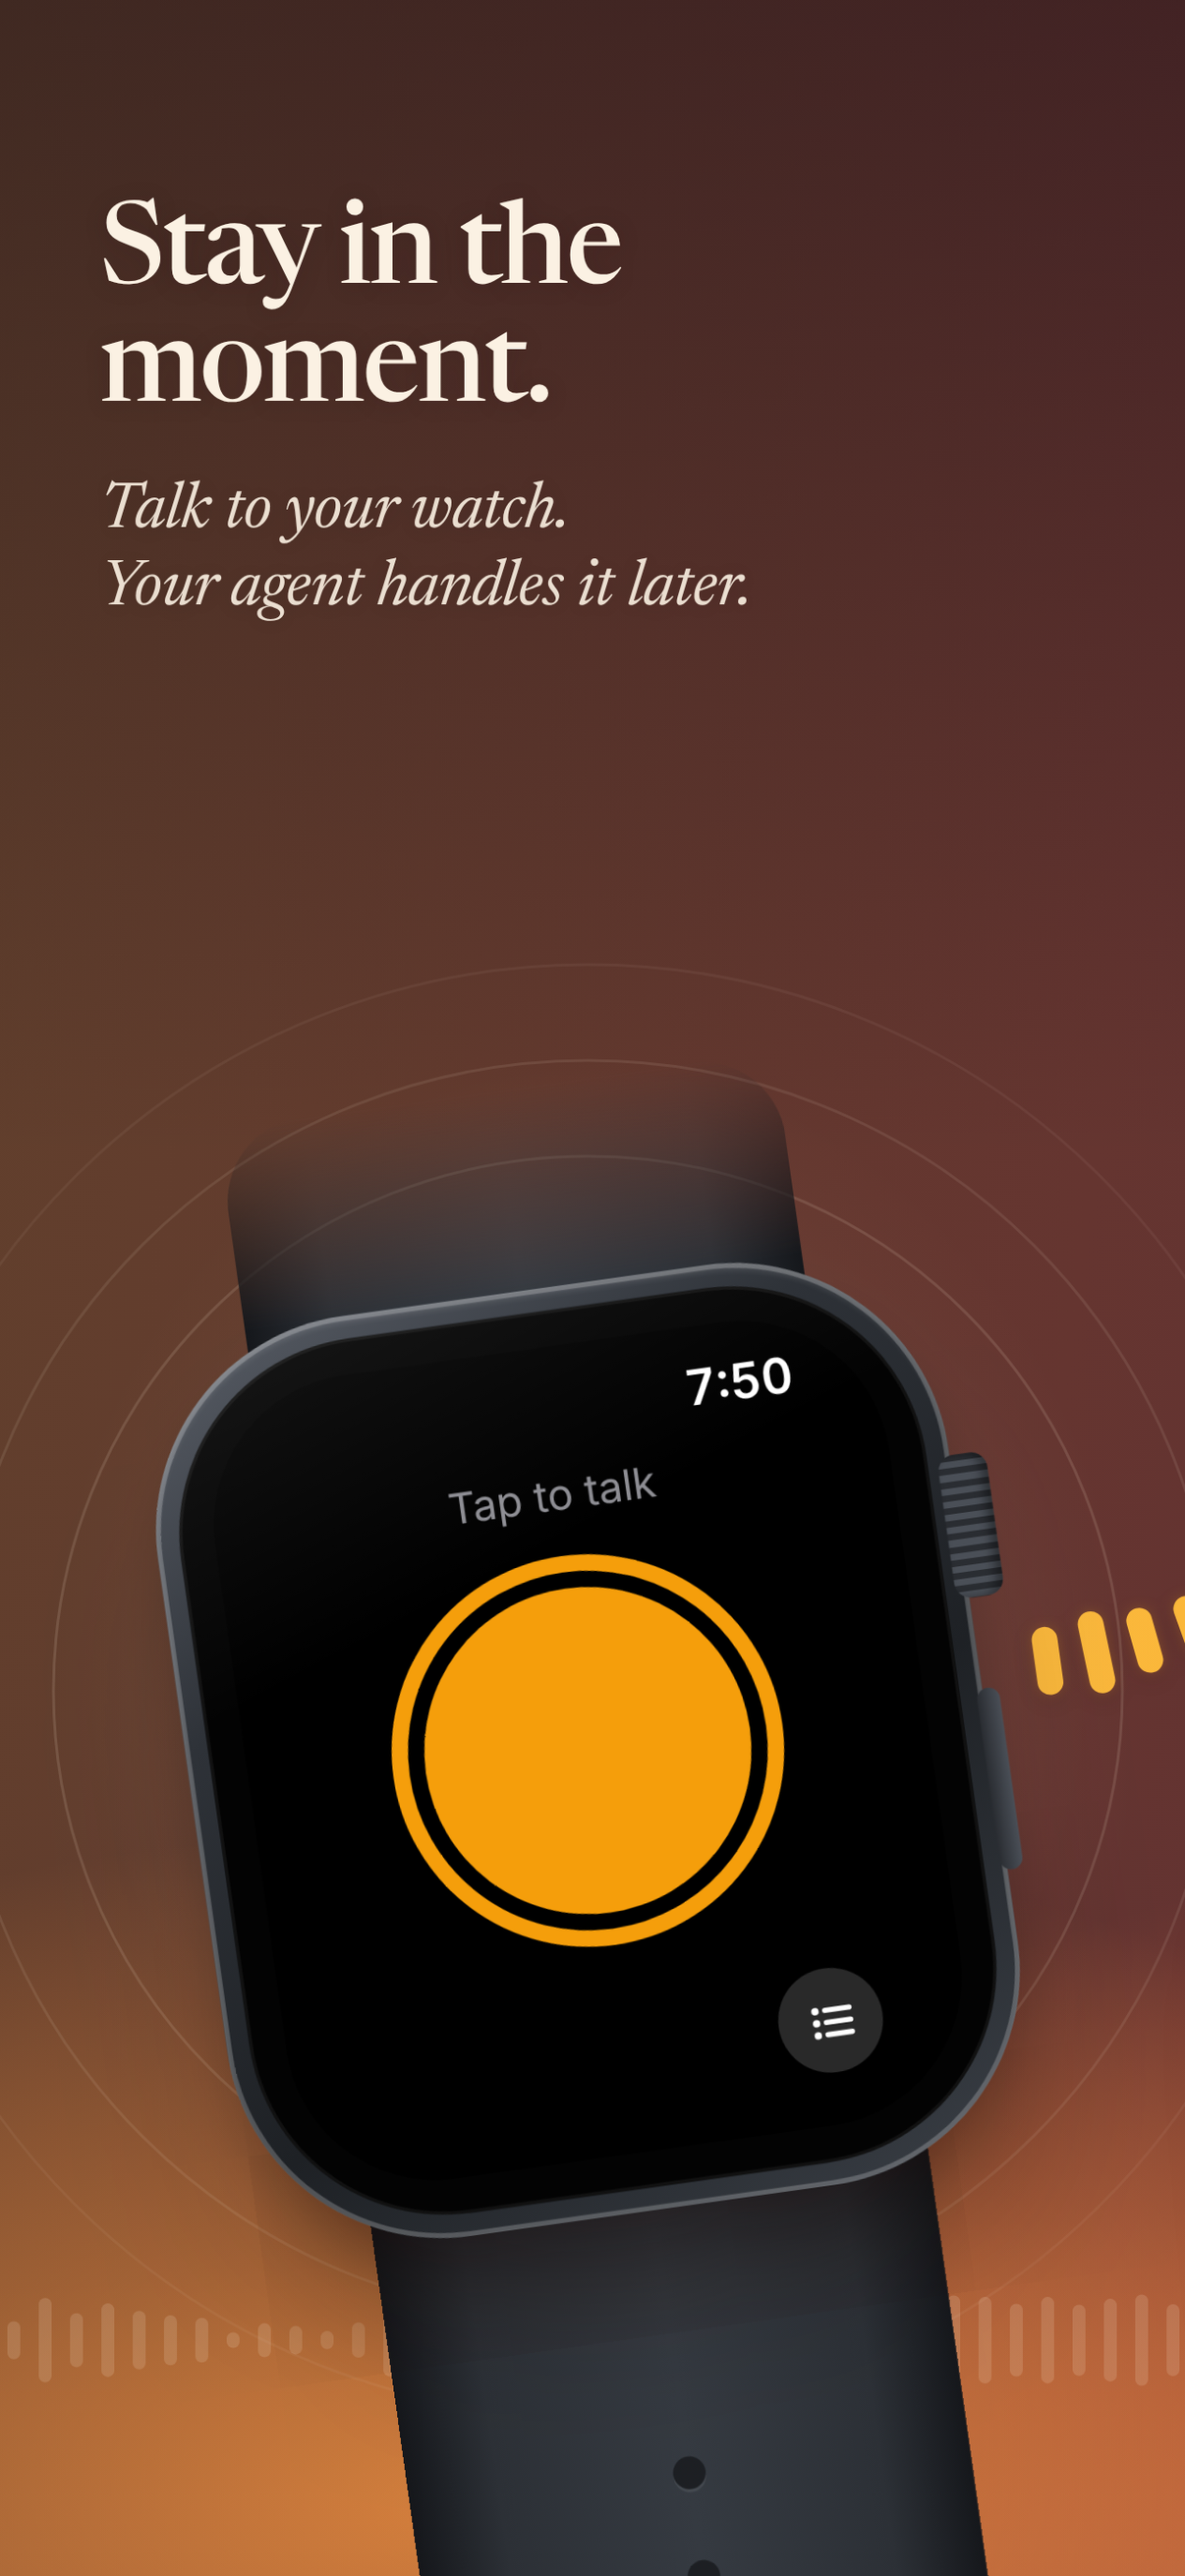 Stay in the
moment.
Talk to your watch.
Your agent handles it later.
7:50
Tap to talk